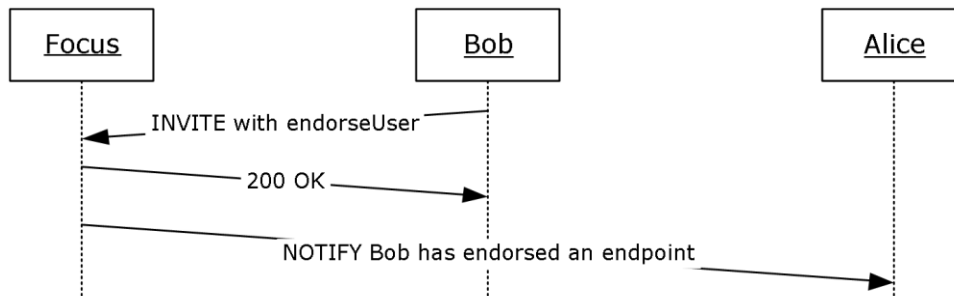 Focus
Bob
Alice
INVITE with endorseUser
200 OK
NOTIFY Bob has endorsed an endpoint